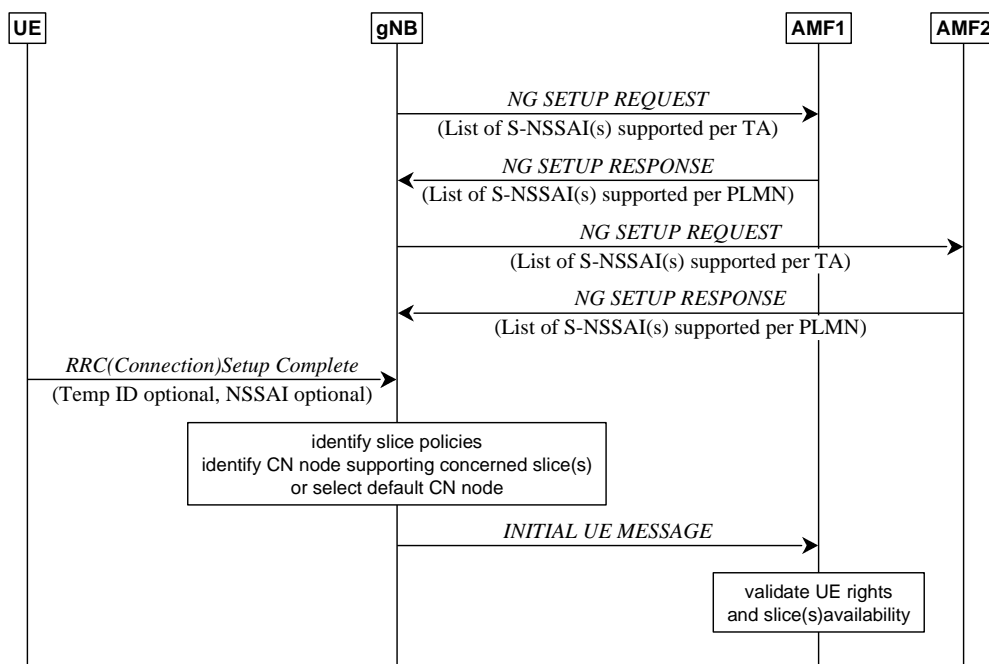 UE
gNB
AMF1
AMF2
NG SETUP REQUEST
(List of S-NSSAI(s) supported per TA)
NG SETUP RESPONSE
(List of S-NSSAI(s) supported per PLMN)
NG SETUP REQUEST
(List of S-NSSAI(s) supported per TA)
NG SETUP RESPONSE
(List of S-NSSAI(s) supported per PLMN)
RRC(Connection)Setup Complete
(Temp ID optional, NSSAI optional)
identify slice policies
identify CN node supporting concerned slice(s)
or select default CN node
INITIAL UE MESSAGE
validate UE rights
and slice(s)availability